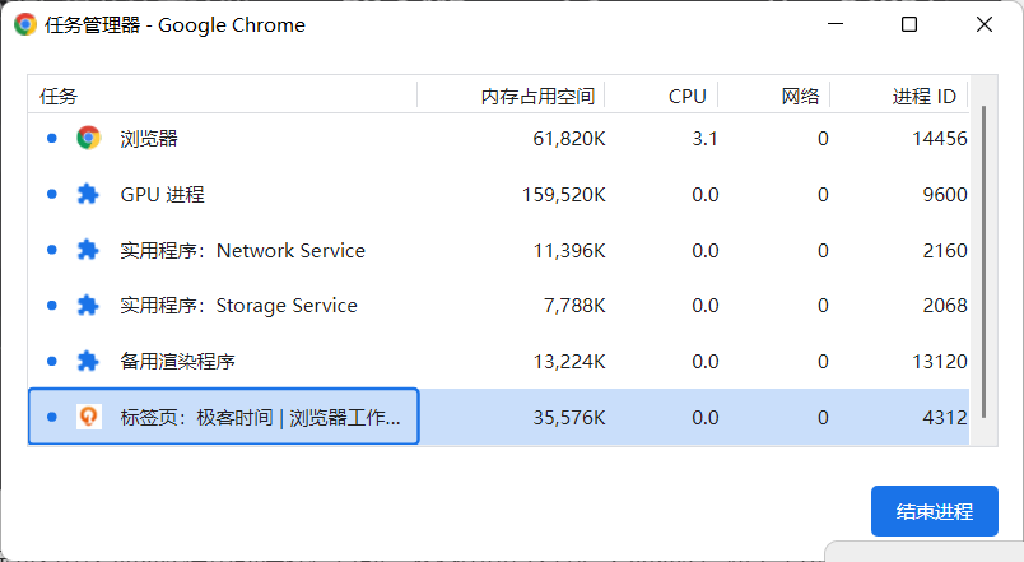 任务管理器 - Google Chrome
任务 内存占用空间 CPU 网络 进程 ID
浏览器 61,820K 3.1 0 14456
GPU 进程 159,520K 0.0 0 9600
实用程序：Network Service 11,396K 0.0 0 2160
实用程序：Storage Service 7,788K 0.0 0 2068
备用渲染程序 13,224K 0.0 0 13120
标签页：极客时间 | 浏览器工作... 35,576K 0.0 0 4312
结束进程